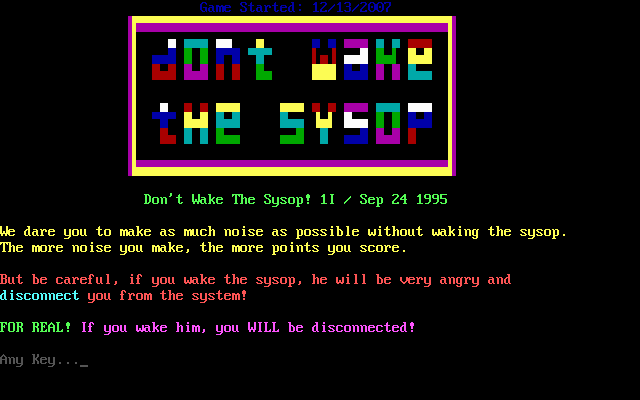 Game Started: 12/13/2007
dont wake
the sysop
Don't Wake The Sysop! 1I / Sep 24 1995
We dare you to make as much noise as possible without waking the sysop.
The more noise you make, the more points you score.
But be careful, if you wake the sysop, he will be very angry and
disconnect you from the system!
FOR REAL! If you wake him, you WILL be disconnected!
Any Key..._